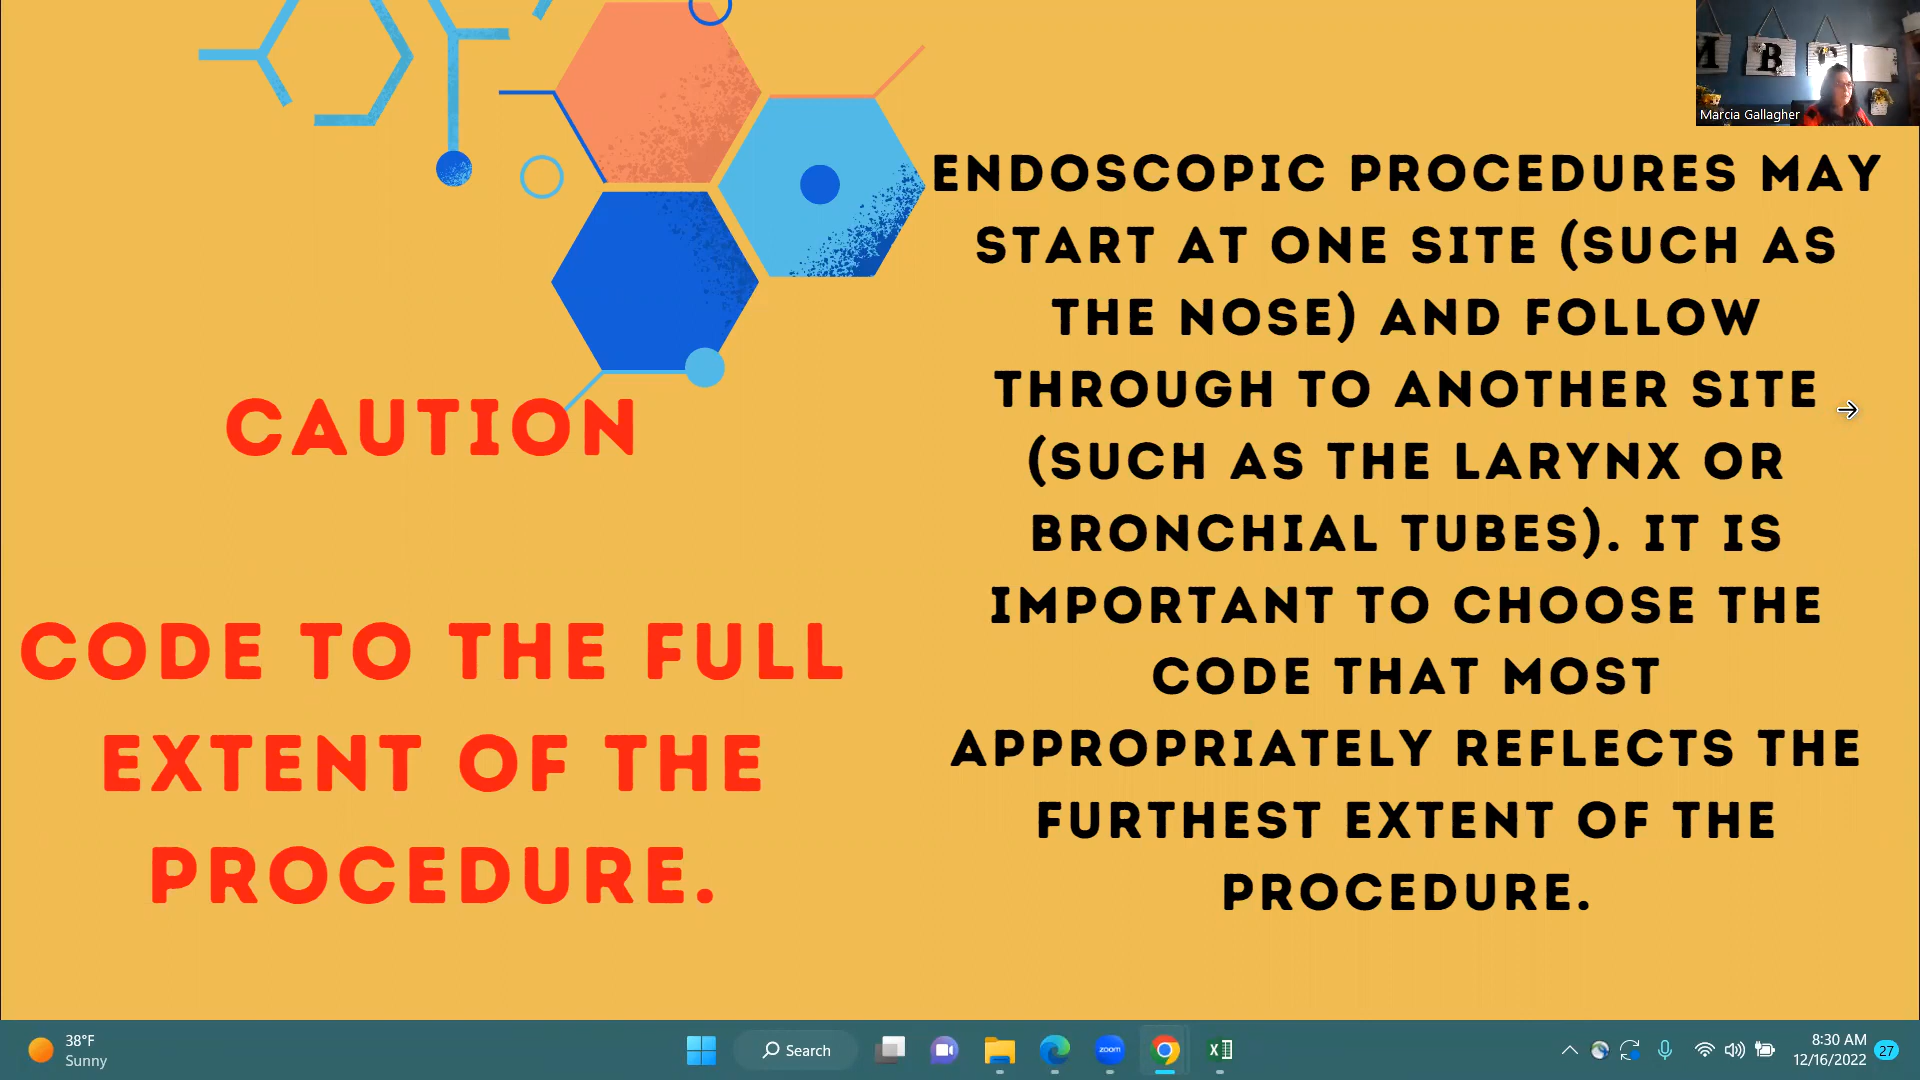 B
Marcia Gallagher
ENDOSCOPIC PROCEDURES MAY
START AT ONE SITE (SUCH AS
THE NOSE) AND FOLLOW
THROUGH TO ANOTHER SITE
(SUCH AS THE LARYNX OR
BRONCHIAL TUBES). IT IS
IMPORTANT TO CHOOSE THE
CODE THAT MOST
APPROPRIATELY REFLECTS THE
FURTHEST EXTENT OF THE
PROCEDURE.
CAUTION
CODE TO THE FULL
EXTENT OF THE
PROCEDURE.
38°F
Sunny
Search
zoom
8:30 AM
12/16/2022
27